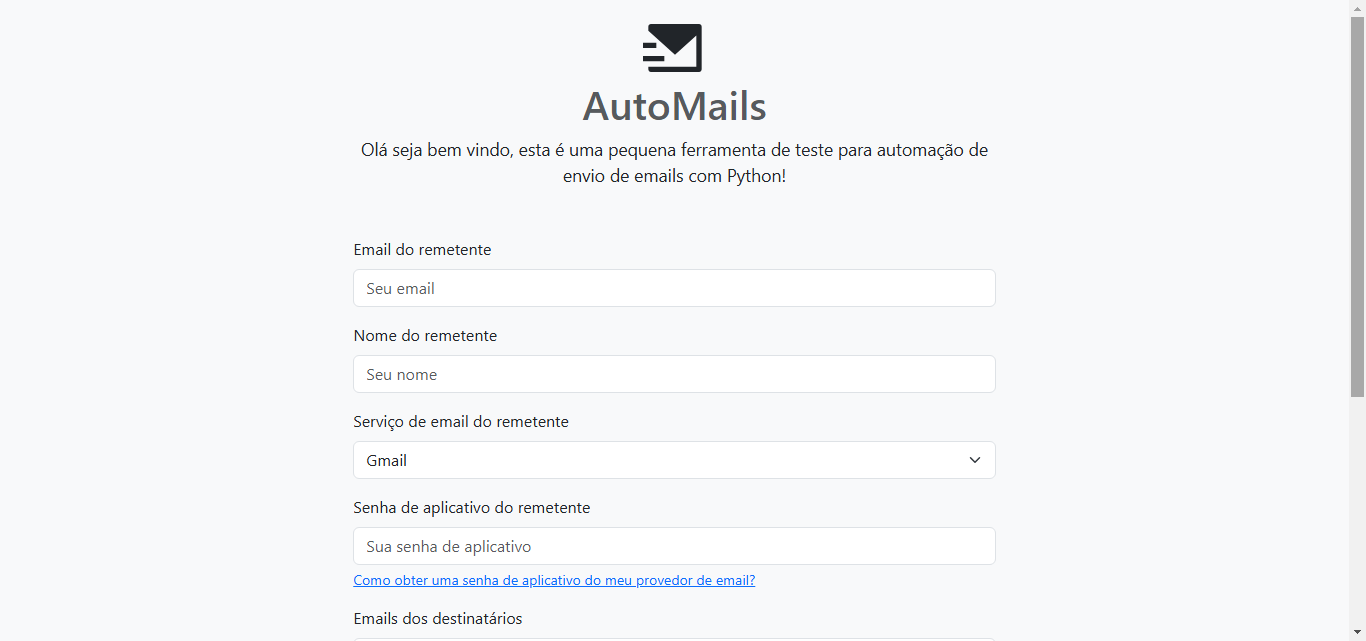 AutoMails
Olá seja bem vindo, esta é uma pequena ferramenta de teste para automação de
envio de emails com Python!
Email do remetente
Seu email
Nome do remetente
Seu nome
Serviço de email do remetente
Gmail
Senha de aplicativo do remetente
Sua senha de aplicativo
Como obter uma senha de aplicativo do meu provedor de email?
Emails dos destinatários